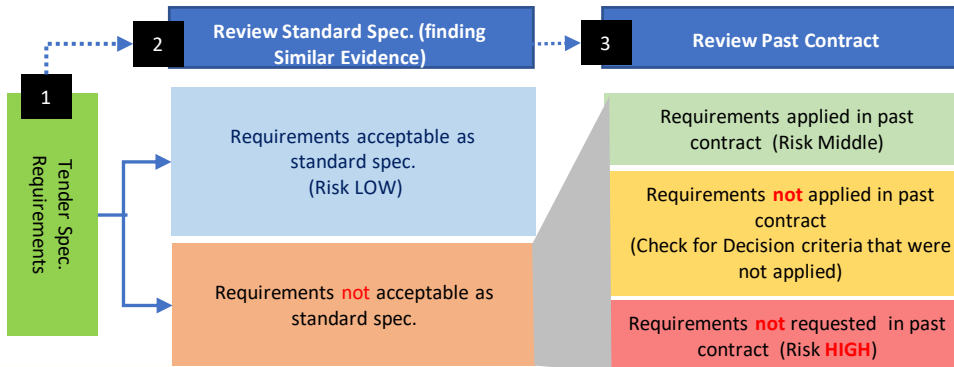 1
Tender Spec.
Requirements
2
Review Standard Spec. (finding
Similar Evidence)
Requirements acceptable as
standard spec.
(Risk LOW)
Requirements not acceptable as
standard spec.
3
Review Past Contract
Requirements applied in past
contract (Risk Middle)
Requirements not applied in past
contract
(Check for Decision criteria that were
not applied)
Requirements not requested in past
contract (Risk HIGH)